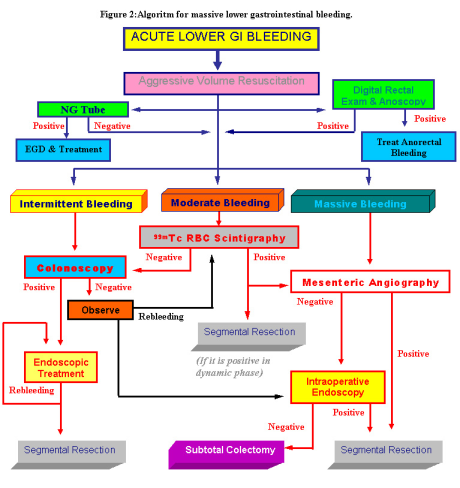 Figure 2:Algoritm for massive lower gastrointestinal bleeding.
ACUTE LOWER GI BLEEDING
Aggressive Volume Resuscitation
NG Tube
Digital Rectal
Exam & Anoscopy
Positive
Negative
Positive
Positive
EGD & Treatment
Treat Anorectal
Bleeding
Intermittent Bleeding
Moderate Bleeding
Massive Bleeding
99mTc RBC Scintigraphy
Negative
Positive
Colonoscopy
Mesenteric Angiography
Positive
Negative
Negative
Observe
Rebleeding
Segmental Resection
(If it is positive in
dynamic phase)
Positive
Endoscopic
Treatment
Rebleeding
Intraoperative
Endoscopy
Negative
Positive
Segmental Resection
Subtotal Colectomy
Segmental Resection